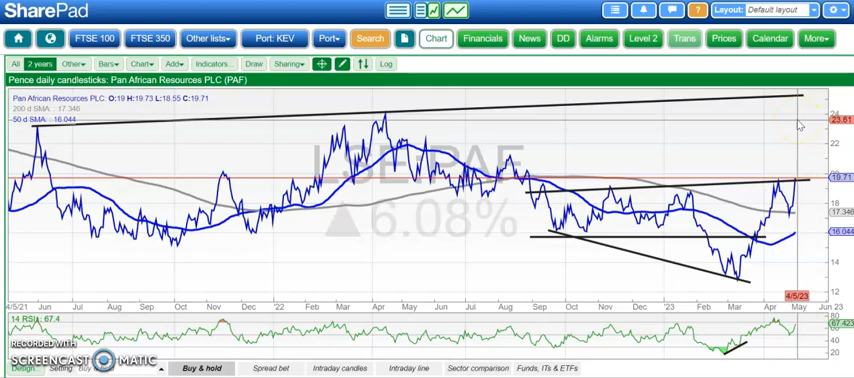 SharePad
Layout: Default layout
FTSE 100 FTSE 350 Other lists Port: KEV Port Search Chart Financials News DD Alarms Level 2 Trans Prices Calendar More
All 2 years Other Bars Chart Add Indicators... Draw Sharing Log
Pence daily candlesticks: Pan African Resources PLC (PAF)
Pan African Resources PLC: O:19 H:19.73 L:18.55 C:19.71
200 d SMA: : 17.346
50 d SMA: : 16.044
LSE:PAF
▲6.08%
24
23.61
22
19.71
18
17.346
16.044
14
12
4/5/21 Jun Jul Aug Sep Oct Nov Dec '22 Feb Mar Apr May Jun Jul Aug Sep Oct Nov Dec '23 Feb Mar Apr May Jun 23
4/5/23
14 RSI: : 67.4
80
67.423
40
20
RECORDED WITH
SCREENCAST MATIC
Design... Setting: Buy & hold Buy & hold Spread bet Intraday candles Intraday line Sector comparison Funds, ITs & ETFs